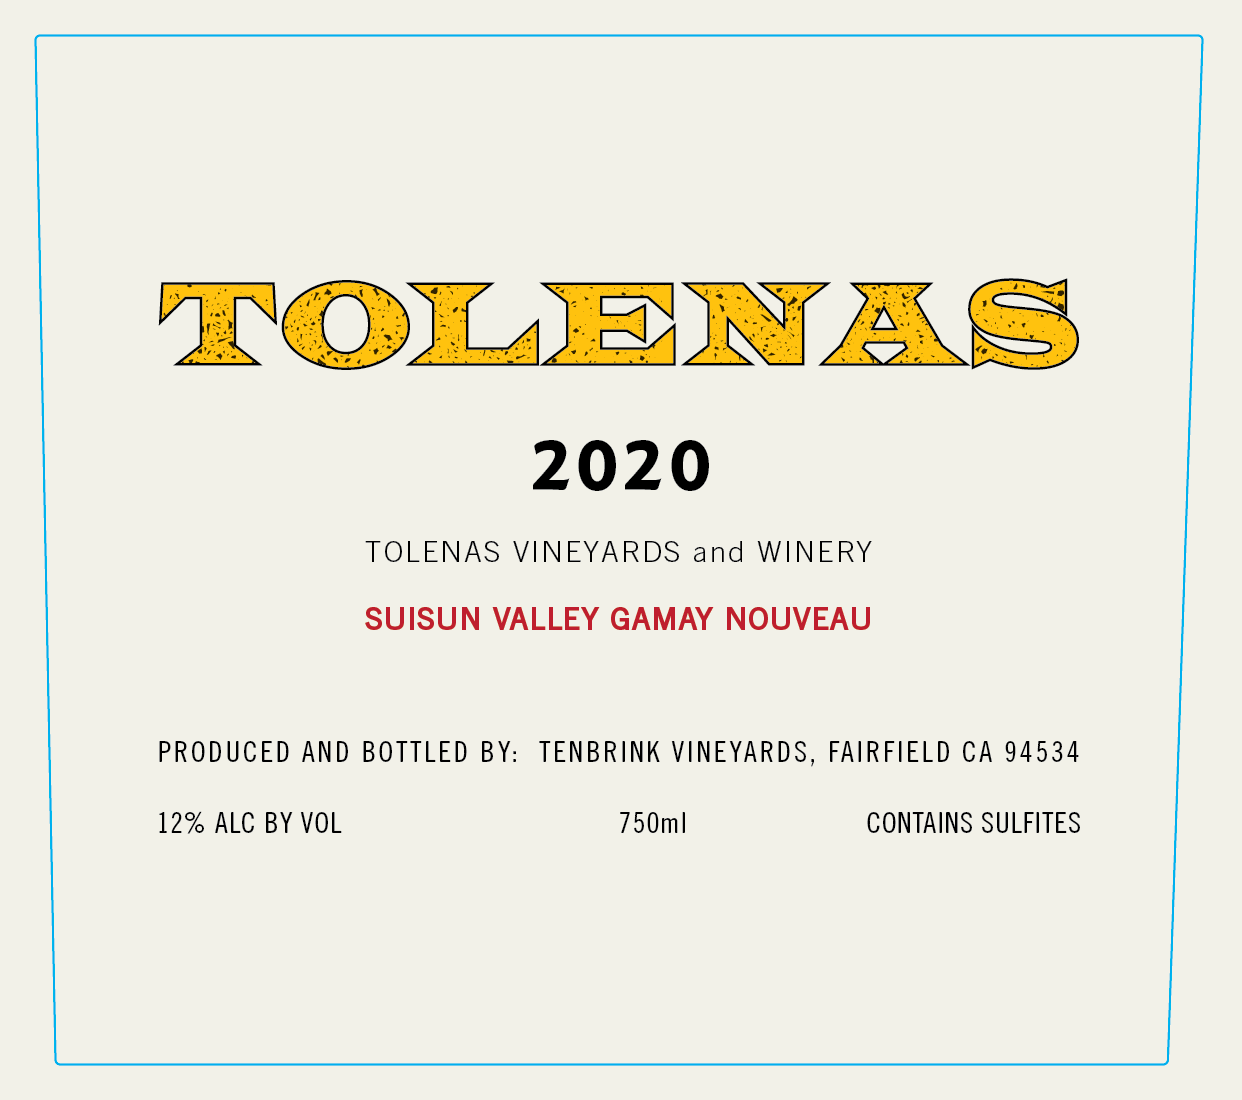 TOLENAS
2020
TOLENAS VINEYARDS and WINERY
SUISUN VALLEY GAMAY NOUVEAU
PRODUCED AND BOTTLED BY: TENBRINK VINEYARDS, FAIRFIELD CA 94534
12% ALC BY VOL 750ml CONTAINS SULFITES